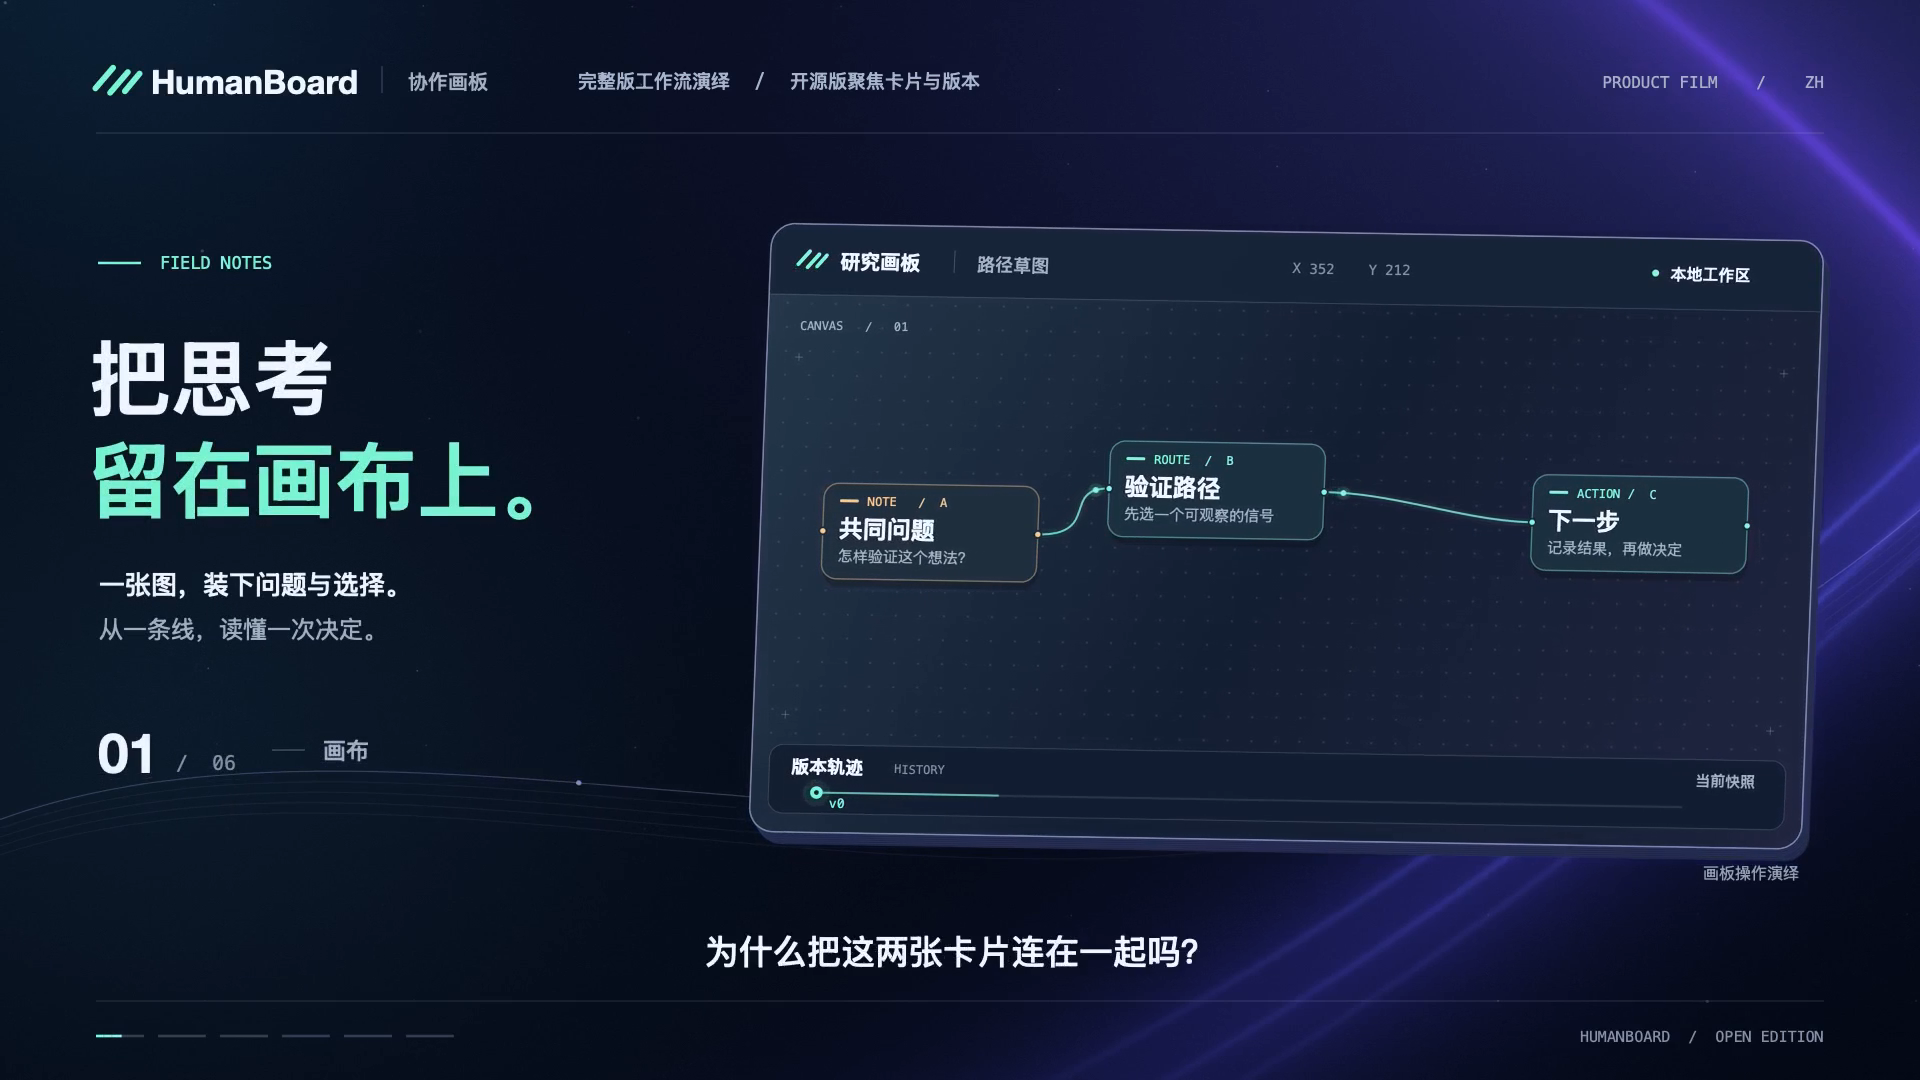 HumanBoard 协作画板 完整版工作流演绎 / 开源版聚焦卡片与版本 PRODUCT FILM / ZH
FIELD NOTES
把思考
留在画布上。
一张图，装下问题与选择。
从一条线，读懂一次决定。
01 / 06 画布
研究画板 路径草图 X 352 Y 212 本地工作区
CANVAS / 01
NOTE / A
共同问题
怎样验证这个想法？
ROUTE / B
验证路径
先选一个可观察的信号
ACTION / C
下一步
记录结果，再做决定
版本轨迹 HISTORY 当前快照
v0
画板操作演绎
为什么把这两张卡片连在一起吗？
HUMANBOARD / OPEN EDITION